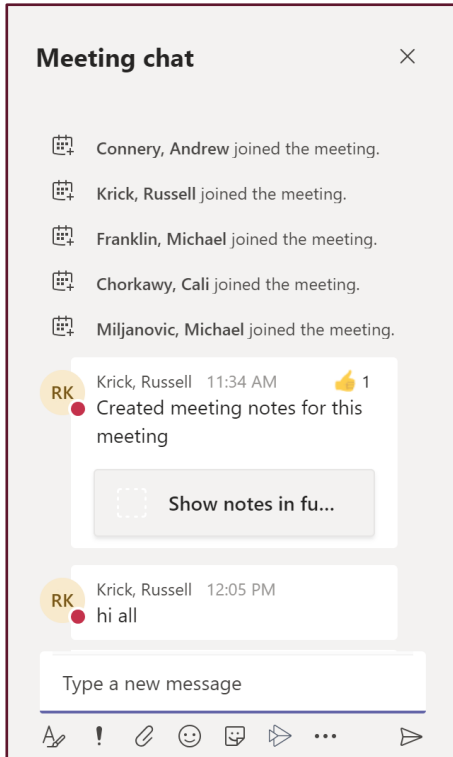 Meeting chat
Connery, Andrew joined the meeting.
Krick, Russell joined the meeting.
Franklin, Michael joined the meeting.
Chorkawy, Cali joined the meeting.
Miljanovic, Michael joined the meeting.
RK
Krick, Russell 11:34 AM 👍 1
Created meeting notes for this
meeting
Show notes in fu...
RK
Krick, Russell 12:05 PM
hi all
Type a new message